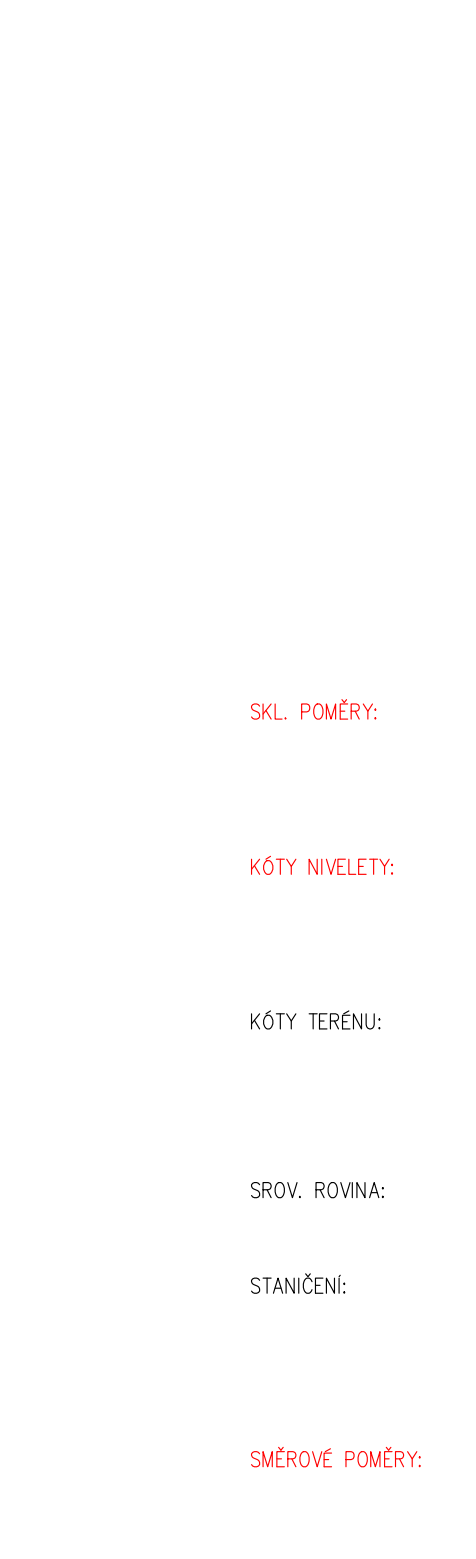 SKL. POMĚRY:
KÓTY NIVELETY:
KÓTY TERÉNU:
SROV. ROVINA:
STANIČENÍ:
SMĚROVÉ POMĚRY: